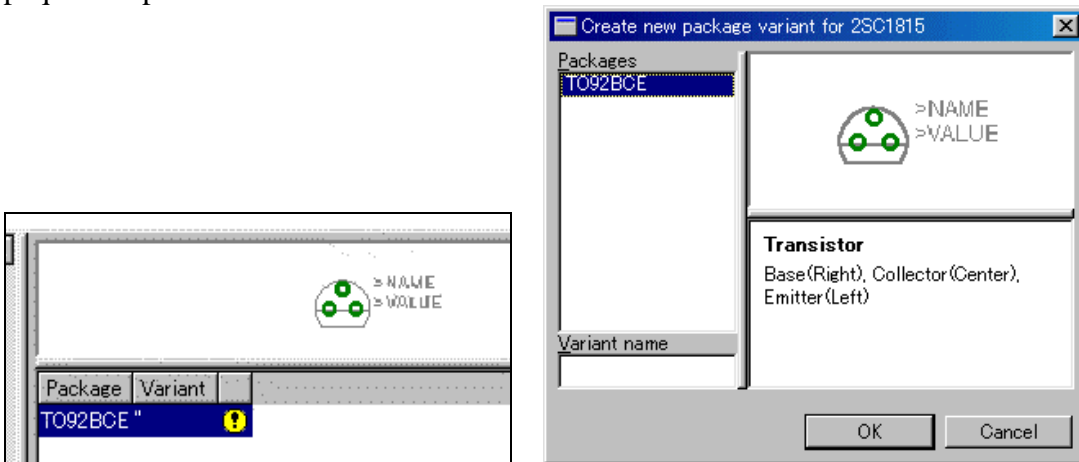 Create new package variant for 2SC1815
Packages
TO92BCE
>NAME
>VALUE
Transistor
Base(Right), Collector(Center),
Emitter(Left)
Variant name
OK Cancel
>NAME
>VALUE
Package Variant
TO92BCE ''